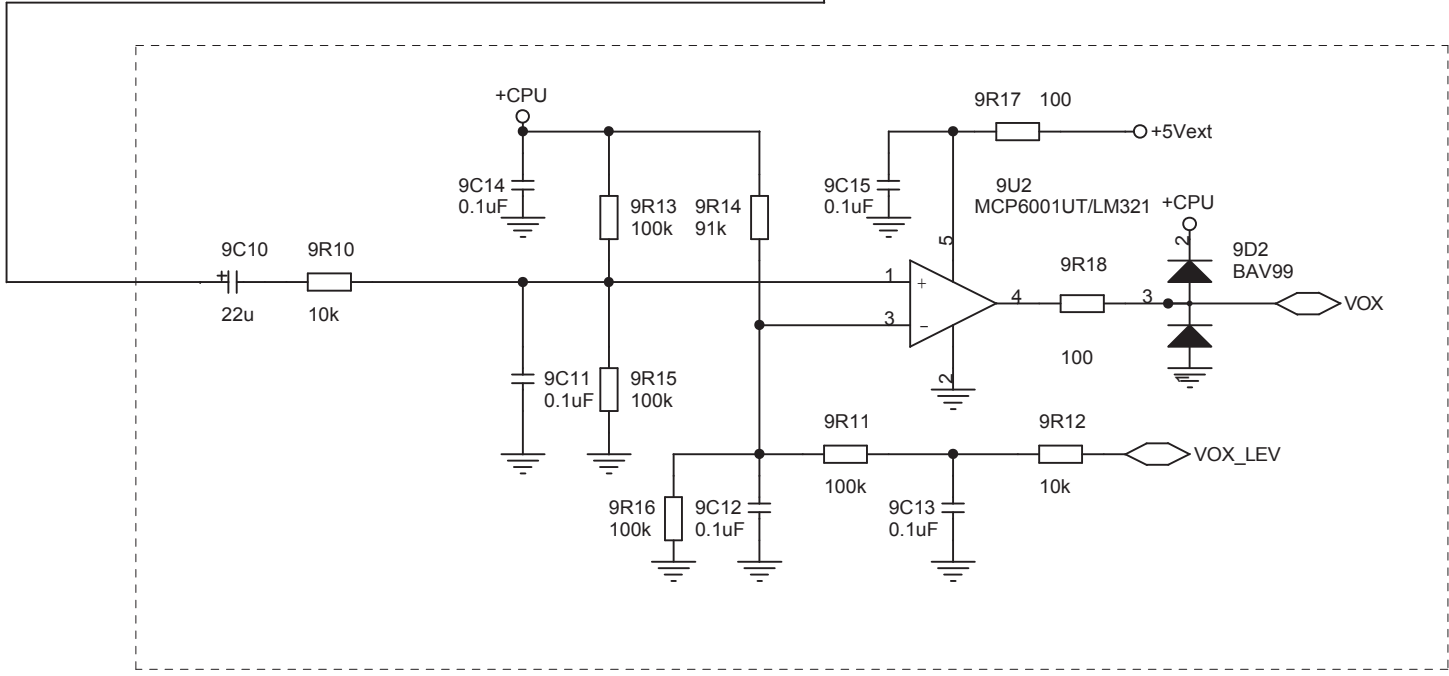 +CPU
9R17 100
+5Vext
9C14
0.1uF
9R13
100k
9R14
91k
9C15
0.1uF
9U2
MCP6001UT/LM321
+CPU
2
5
9D2
BAV99
9C10
9R10
+
22u
10k
1
+
3
−
4
9R18
100
3
VOX
2
1
9C11
0.1uF
9R15
100k
9R11
100k
9R12
10k
VOX_LEV
9R16
100k
9C12
0.1uF
9C13
0.1uF